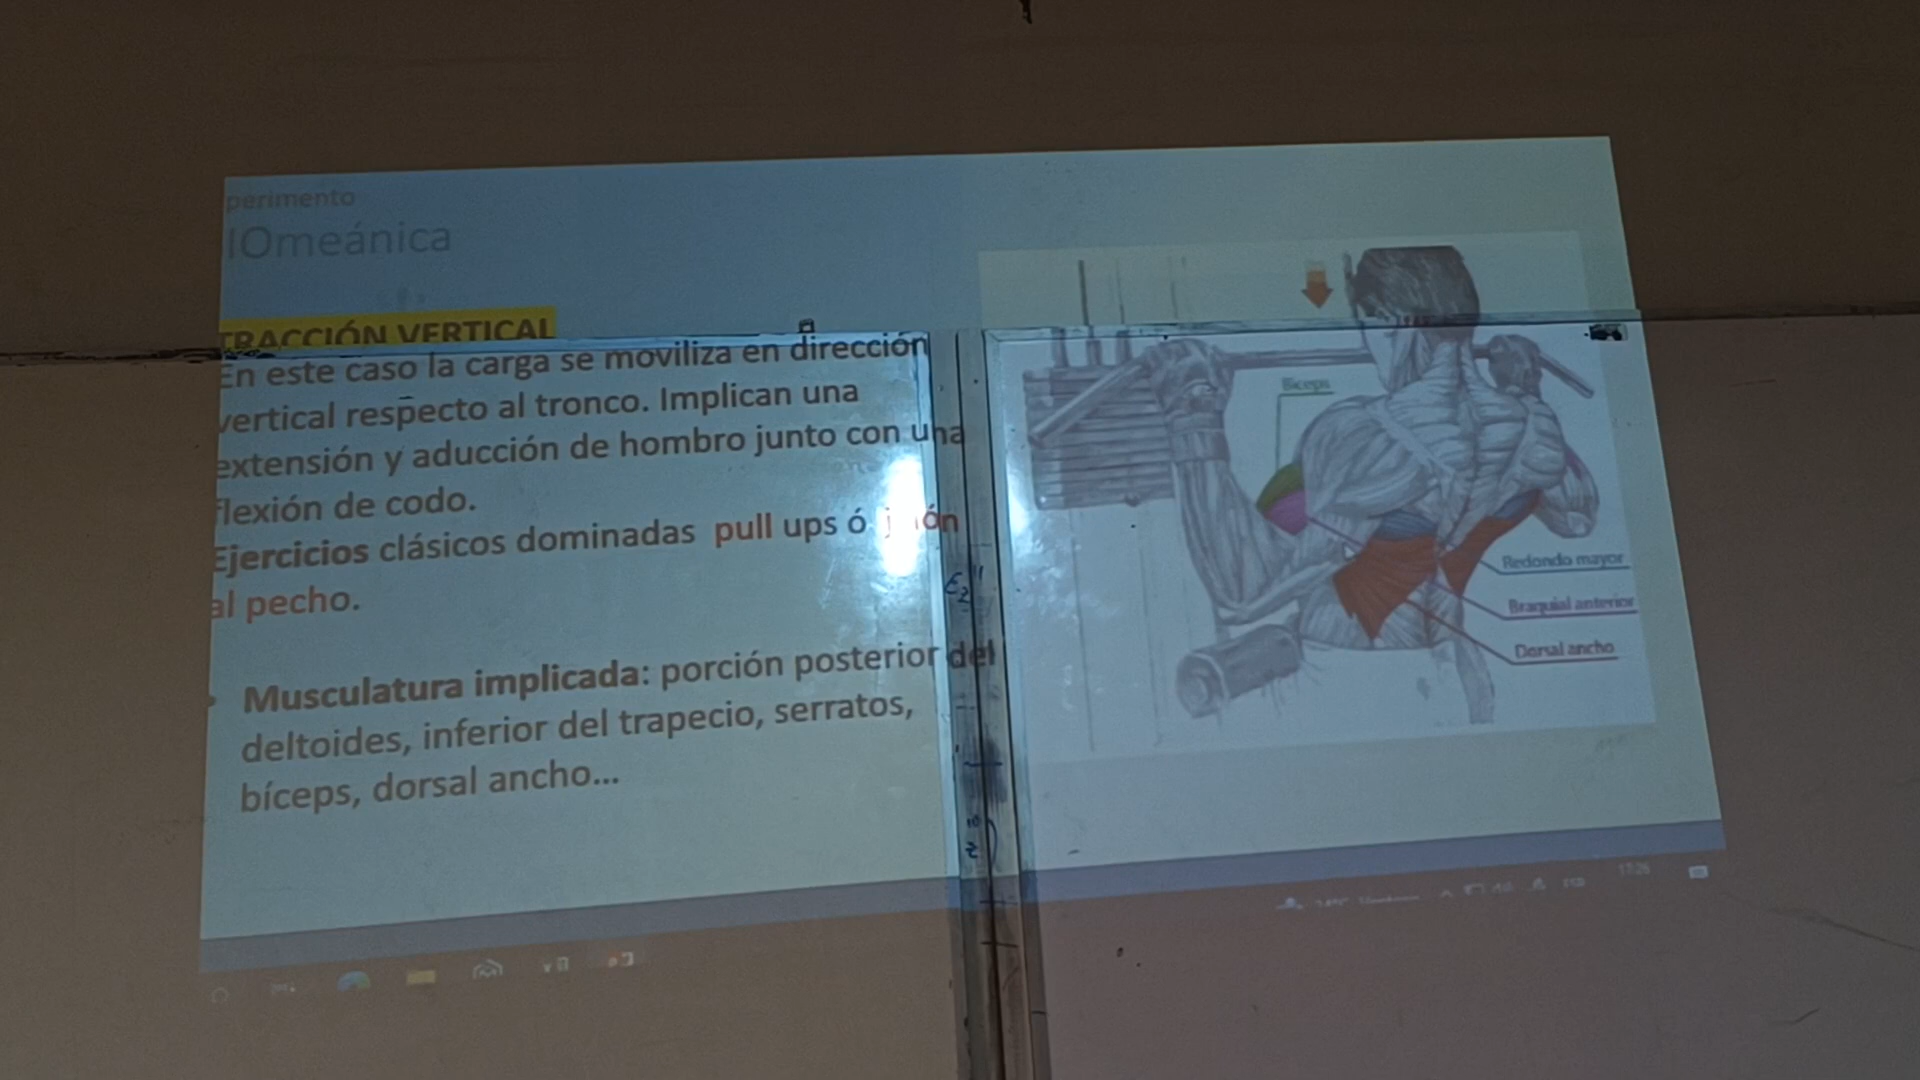 perimento
IOmeánica
TRACCIÓN VERTICAL
En este caso la carga se moviliza en dirección
vertical respecto al tronco. Implican una
extensión y aducción de hombro junto con una
flexión de codo.
Ejercicios clásicos dominadas pull ups ó
al pecho.
Musculatura implicada: porción posterior del
deltoides, inferior del trapecio, serratos,
bíceps, dorsal ancho...
Bíceps
Redondo mayor
Braquial anterior
Dorsal ancho
17:26